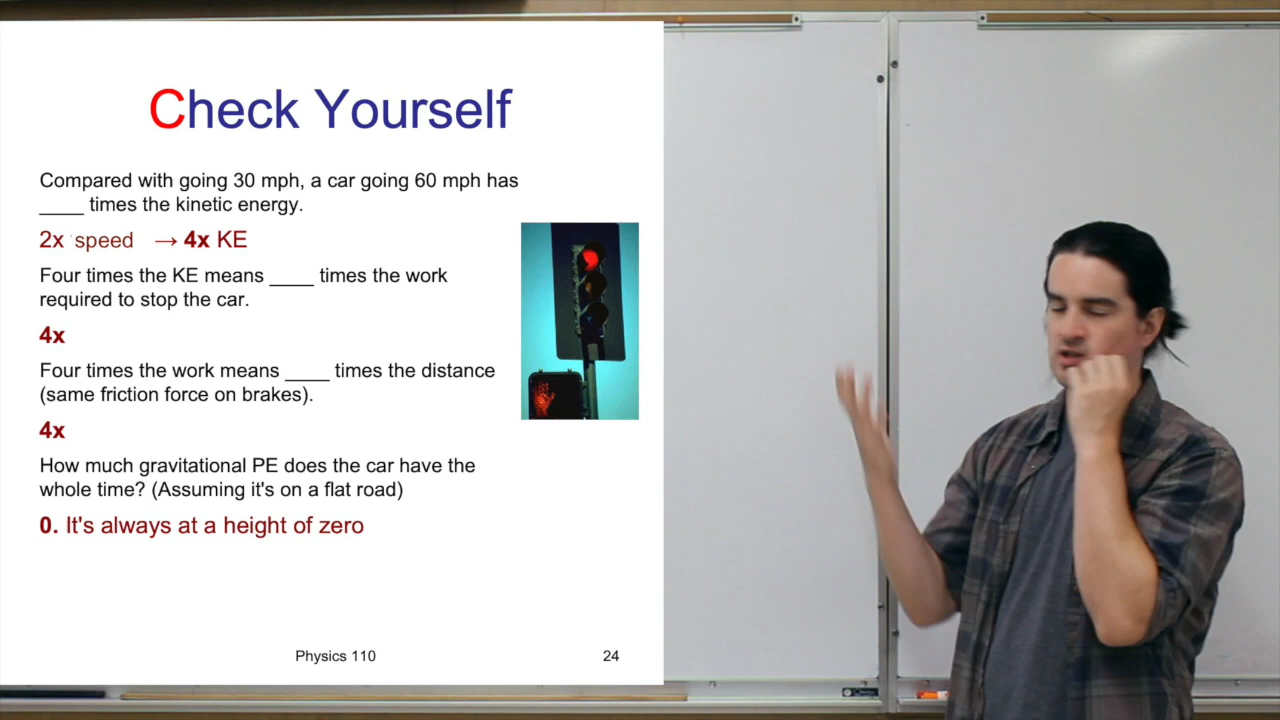 Check Yourself
Compared with going 30 mph, a car going 60 mph has
____ times the kinetic energy.
2x speed → 4x KE
Four times the KE means ____ times the work
required to stop the car.
4x
Four times the work means ____ times the distance
(same friction force on brakes).
4x
How much gravitational PE does the car have the
whole time? (Assuming it's on a flat road)
0. It's always at a height of zero
Physics 110
24